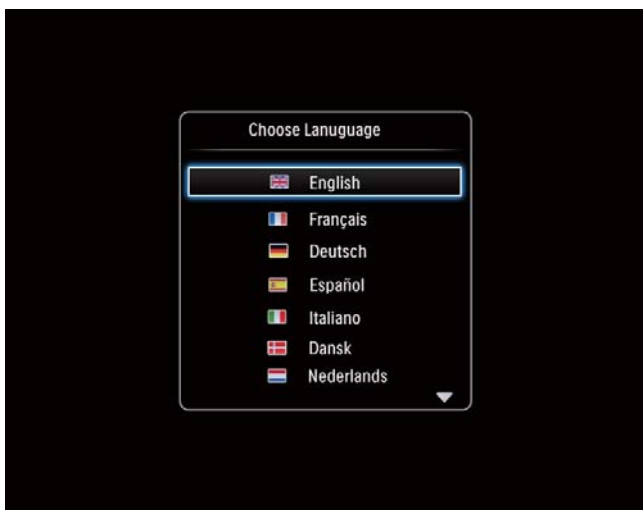 Choose Lanuguage
English
Français
Deutsch
Español
Italiano
Dansk
Nederlands